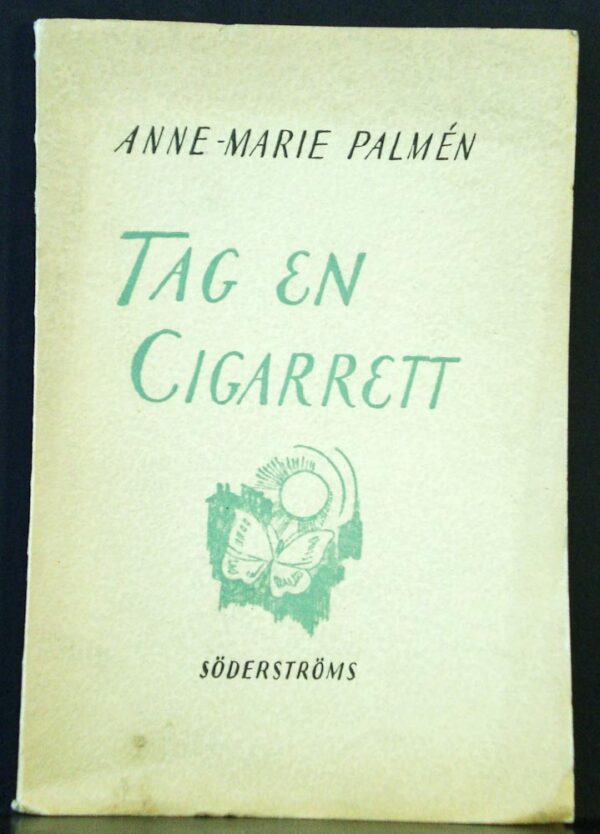 ANNE-MARIE PALMÉN
TAG EN
CIGARRETT
SÖDERSTRÖMS